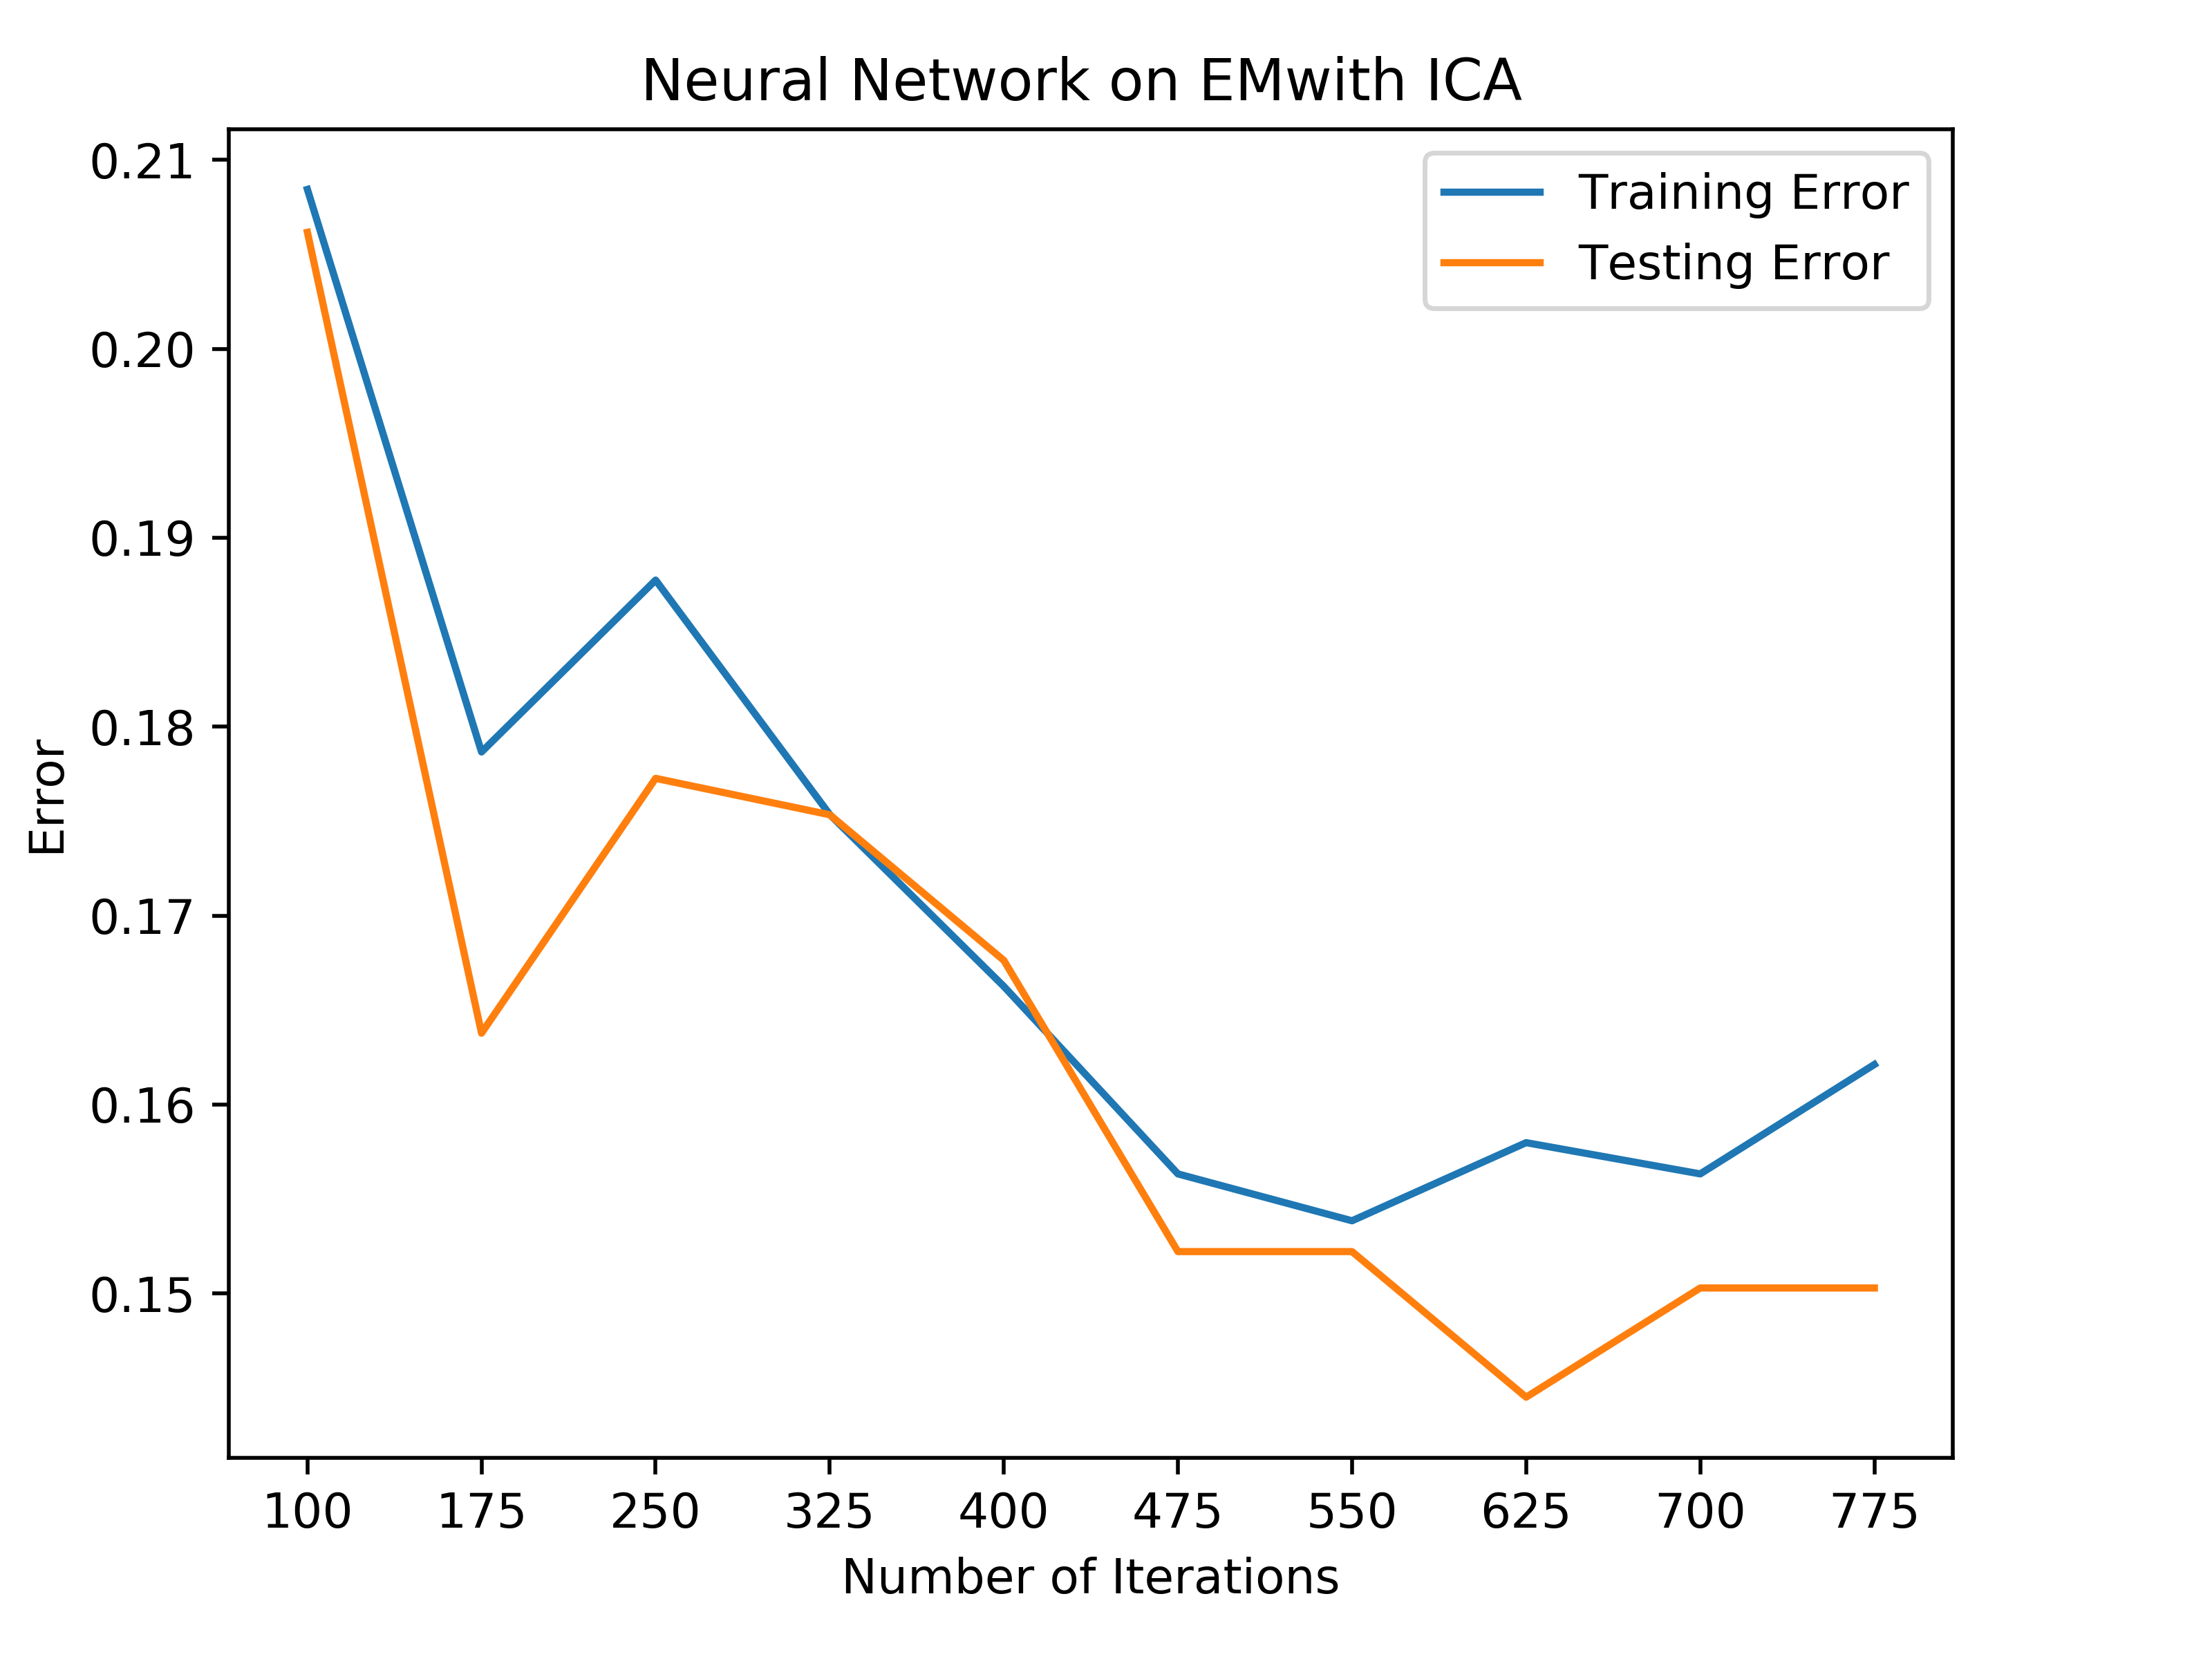 Neural Network on EMwith ICA
Training Error
Testing Error
0.21
0.20
0.19
0.18
0.17
0.16
0.15
Error
100 175 250 325 400 475 550 625 700 775
Number of Iterations